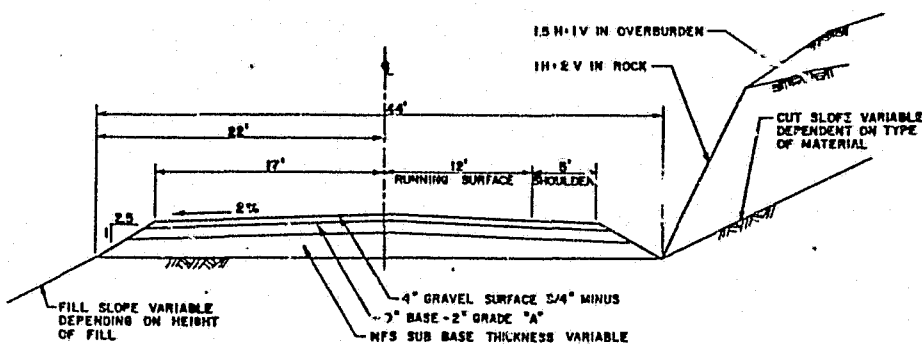 1.5 H:1V IN OVERBURDEN
1H:2 V IN ROCK
44'
22'
CUT SLOPE VARIABLE
DEPENDENT ON TYPE
OF MATERIAL
17'
12'
5'
RUNNING SURFACE
SHOULDER
2%
2.5
1
4" GRAVEL SURFACE 3/4" MINUS
BASE - 2" GRADE "A"
NFS SUB BASE THICKNESS VARIABLE
FILL SLOPE VARIABLE
DEPENDING ON HEIGHT
OF FILL